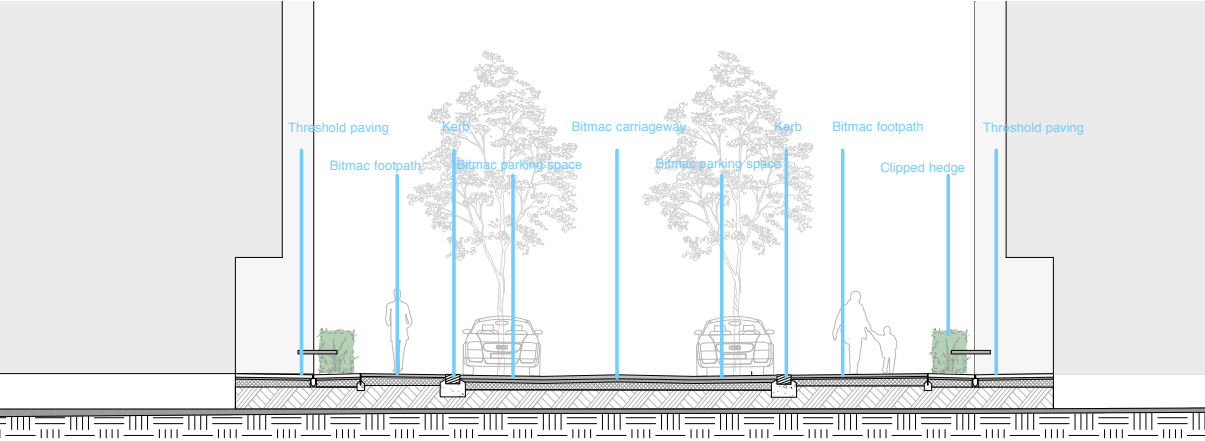 Threshold paving
Kerb
Bitmac carriageway
Kerb
Bitmac footpath
Threshold paving
Bitmac footpath
Bitmac parking space
Bitmac parking space
Clipped hedge